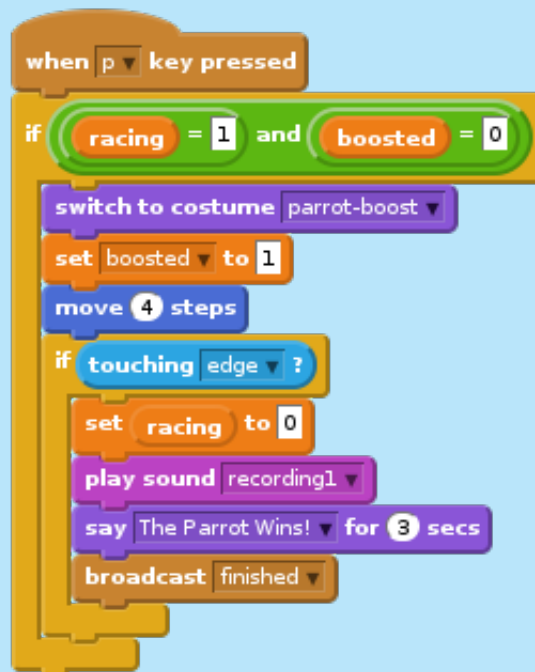 when p key pressed
if racing = 1 and boosted = 0
switch to costume parrot-boost
set boosted to 1
move 4 steps
if touching edge ?
set racing to 0
play sound recording1
say The Parrot Wins! for 3 secs
broadcast finished